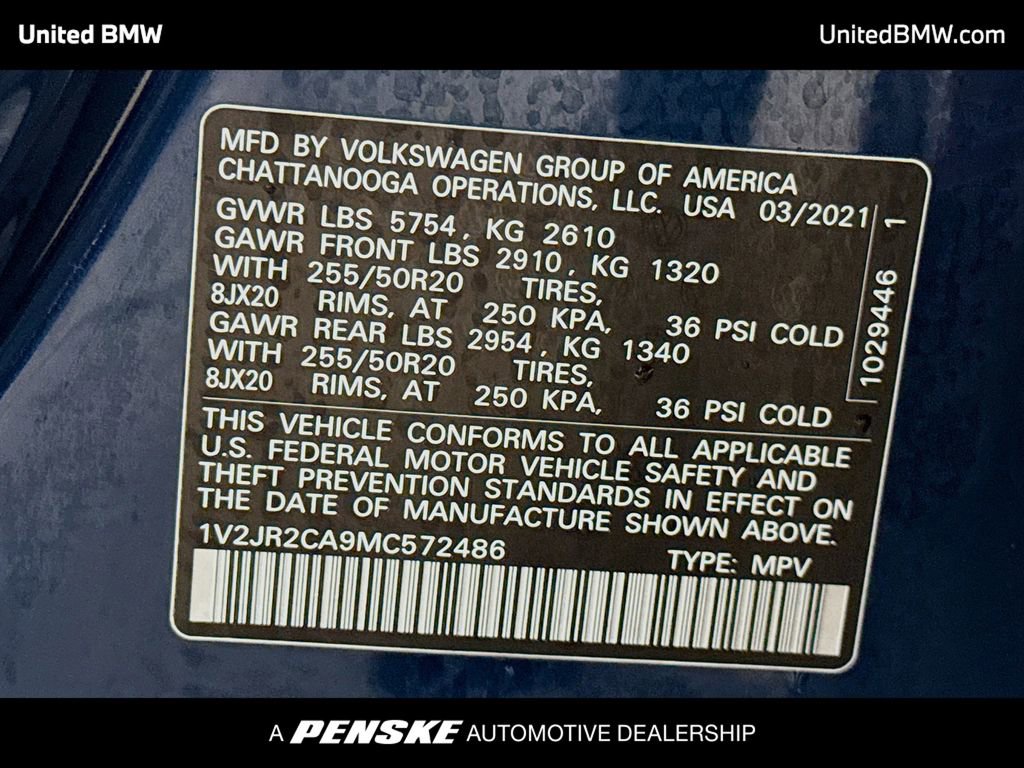 United BMW
UnitedBMW.com
MFD BY VOLKSWAGEN GROUP OF AMERICA
CHATTANOOGA OPERATIONS, LLC. USA 03/2021
GVWR LBS 5754, KG 2610
GAWR FRONT LBS 2910, KG 1320
WITH 255/50R20 TIRES,
8JX20 RIMS, AT 250 KPA, 36 PSI COLD
GAWR REAR LBS 2954, KG 1340
WITH 255/50R20 TIRES,
8JX20 RIMS, AT 250 KPA, 36 PSI COLD
1029446 1
THIS VEHICLE CONFORMS TO ALL APPLICABLE
U.S. FEDERAL MOTOR VEHICLE SAFETY AND
THEFT PREVENTION STANDARDS IN EFFECT ON
THE DATE OF MANUFACTURE SHOWN ABOVE.
1V2JR2CA9MC572486 TYPE: MPV
A PENSKE AUTOMOTIVE DEALERSHIP